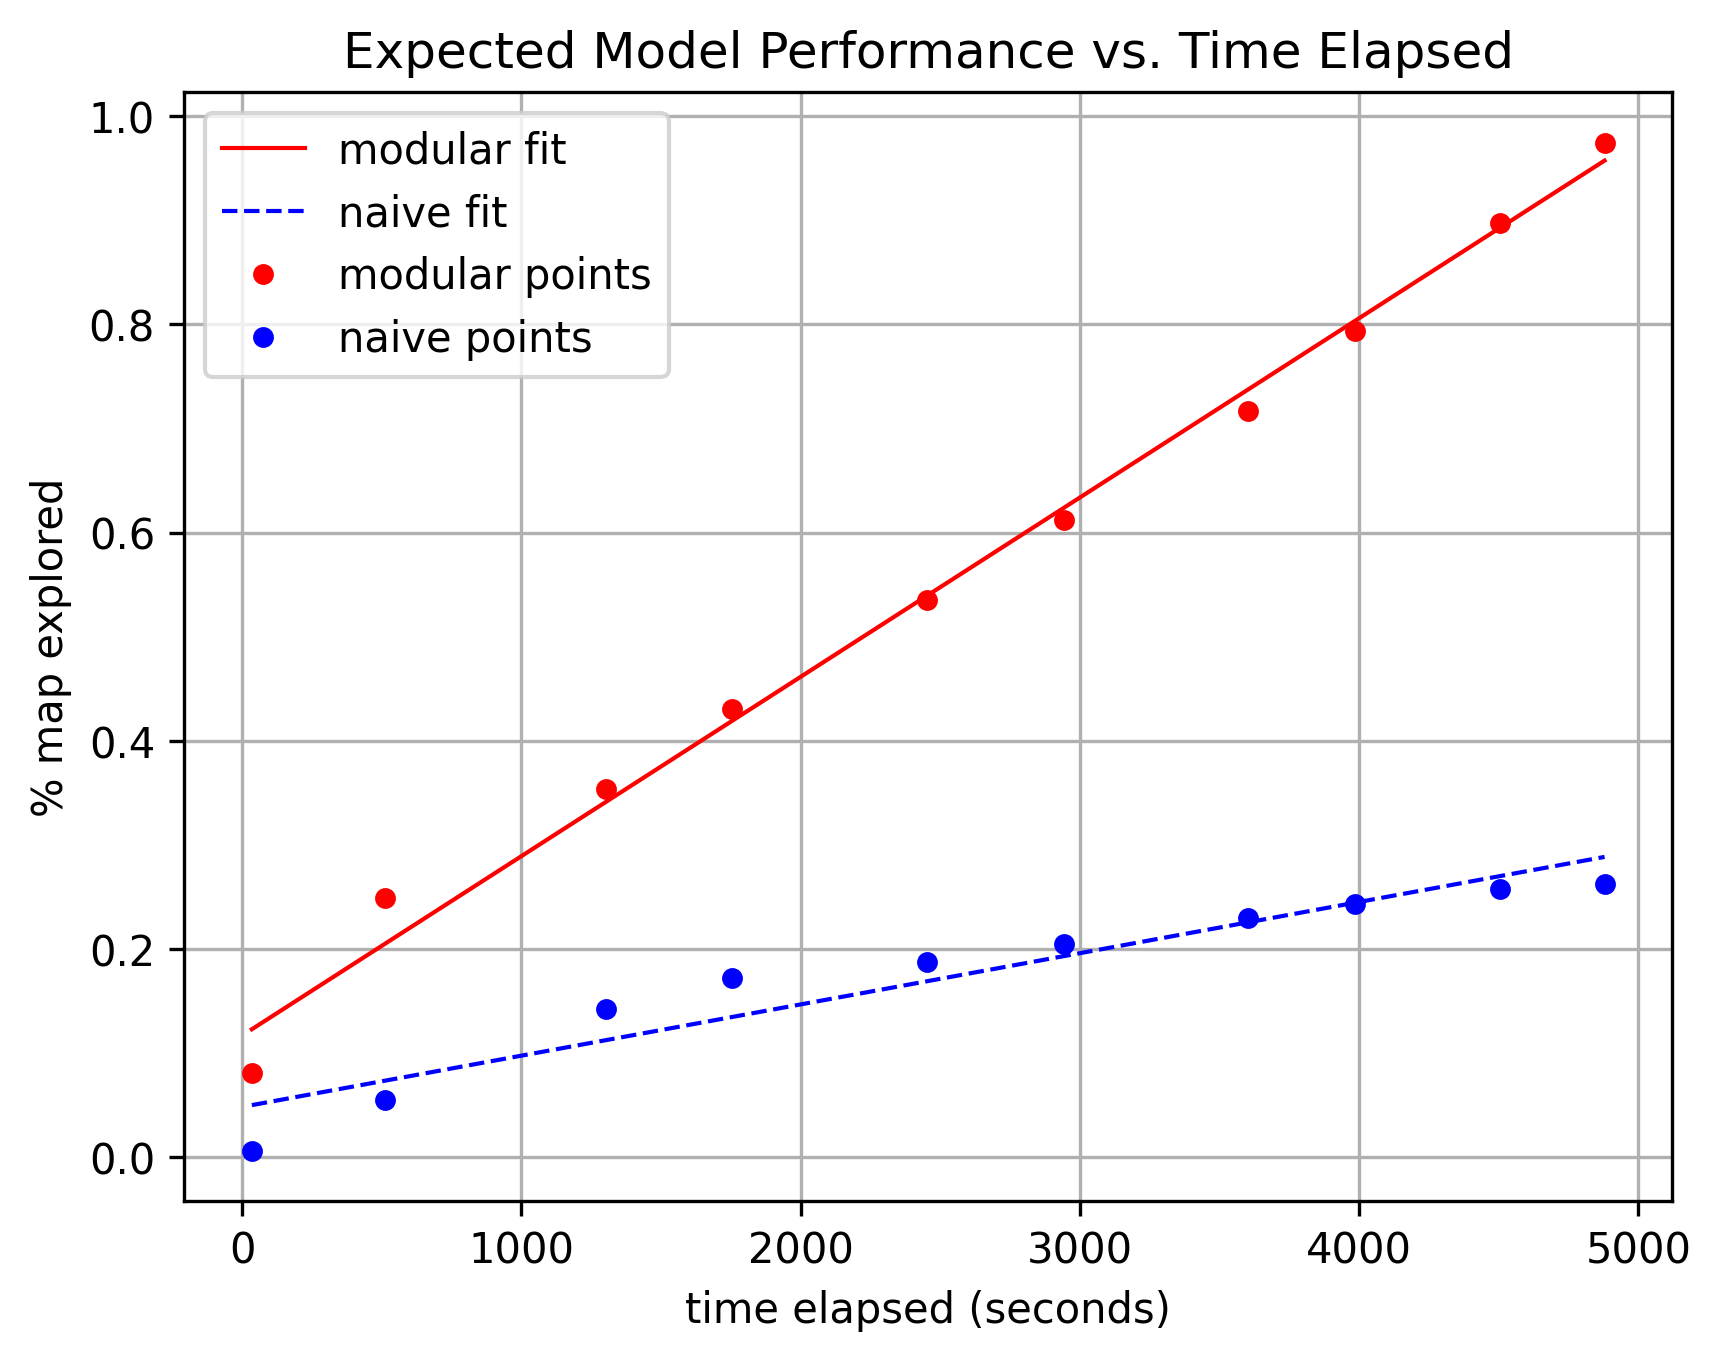 Expected Model Performance vs. Time Elapsed
1.0
0.8
0.6
0.4
0.2
0.0
% map explored
modular fit
naive fit
modular points
naive points
0 1000 2000 3000 4000 5000
time elapsed (seconds)